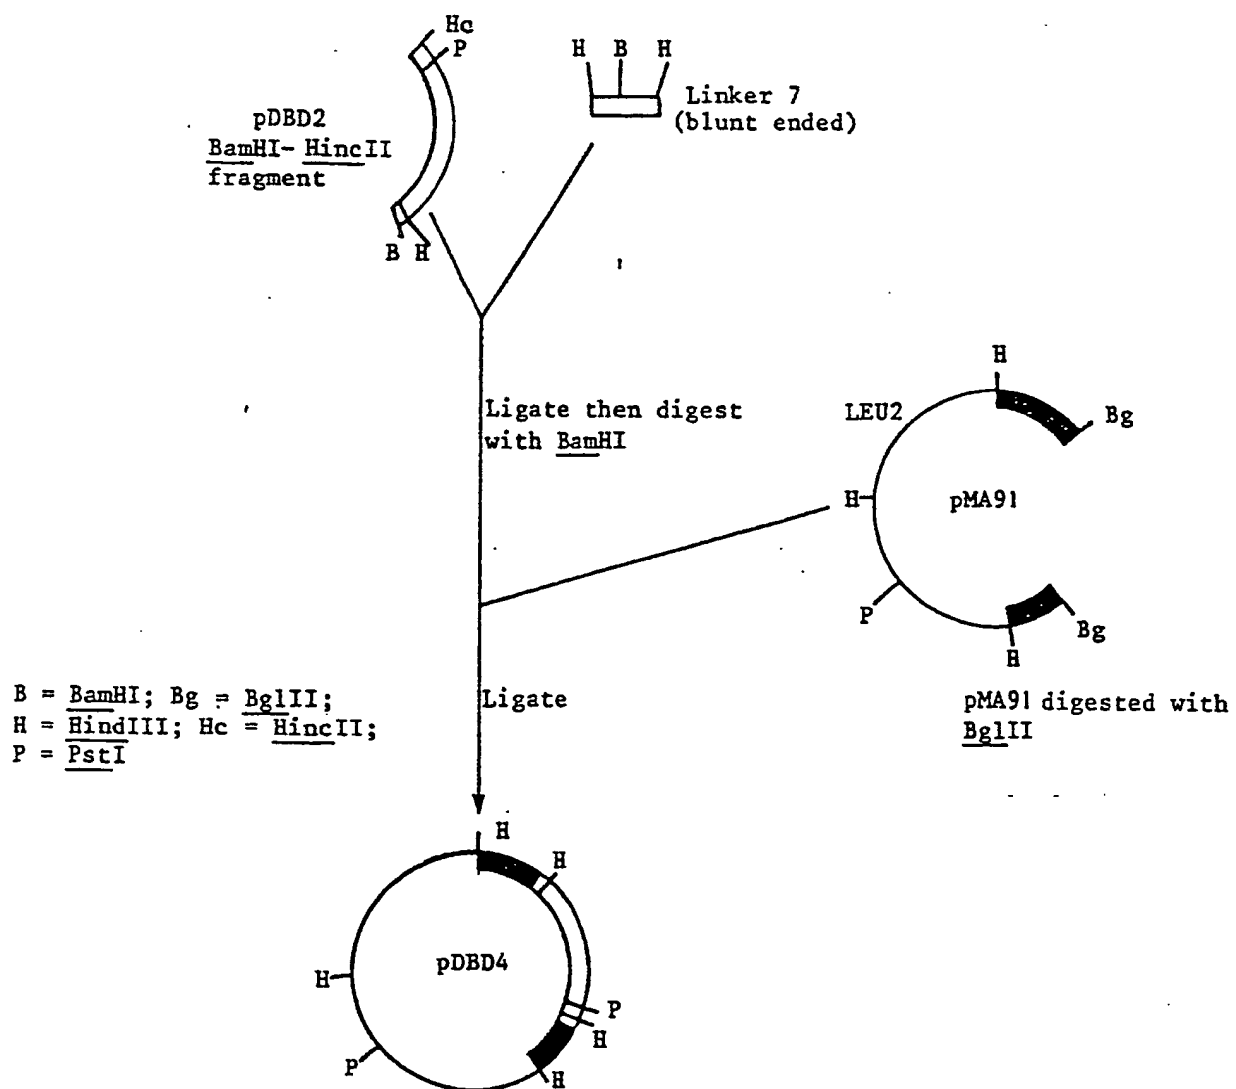 Hc
P
H B H
Linker 7
(blunt ended)
pDBD2
BamHI- HincII
fragment
B H
Ligate then digest
with BamHI
H
LEU2
Bg
H
pMA91
P
Bg
H
pMA91 digested with
BglII
B = BamHI; Bg = BglII;
H = HindIII; Hc = HincII;
P = PstI
Ligate
H
H
pDBD4
H
P
H
P
H